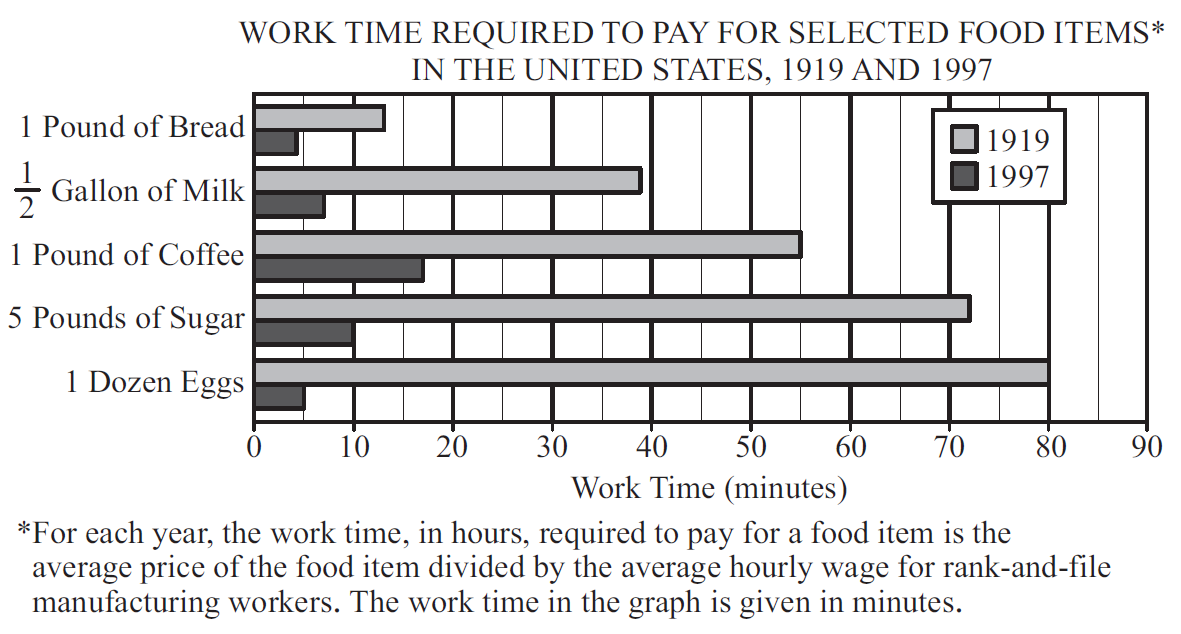 WORK TIME REQUIRED TO PAY FOR SELECTED FOOD ITEMS*
IN THE UNITED STATES, 1919 AND 1997
1 Pound of Bread
1/2 Gallon of Milk
1 Pound of Coffee
5 Pounds of Sugar
1 Dozen Eggs
1919
1997
0 10 20 30 40 50 60 70 80 90
Work Time (minutes)
*For each year, the work time, in hours, required to pay for a food item is the
average price of the food item divided by the average hourly wage for rank-and-file
manufacturing workers. The work time in the graph is given in minutes.